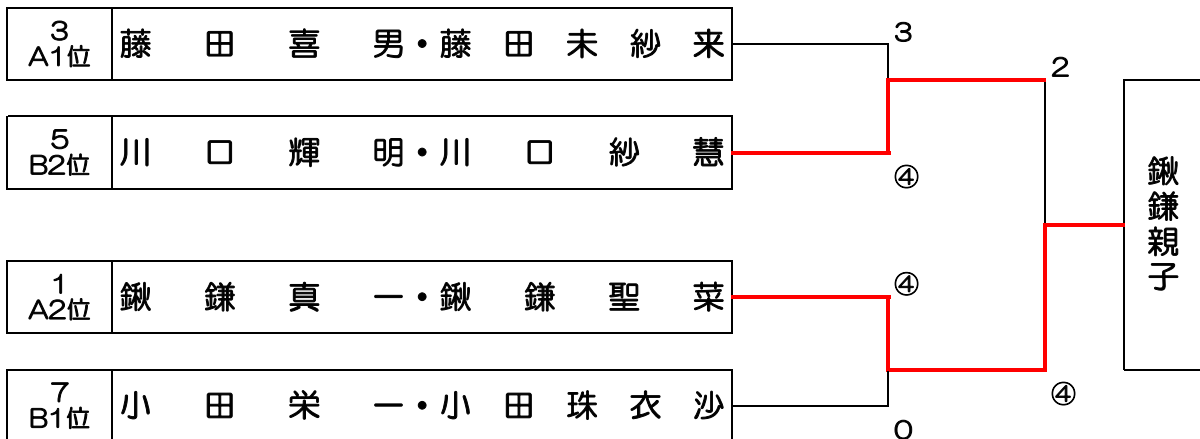 3
A1位
藤田喜男・藤田未紗来
3
5
B2位
川口輝明・川口紗慧
④
2
1
A2位
鍬鎌真一・鍬鎌聖菜
④
7
B1位
小田栄一・小田珠衣沙
0
④
鍬鎌親子